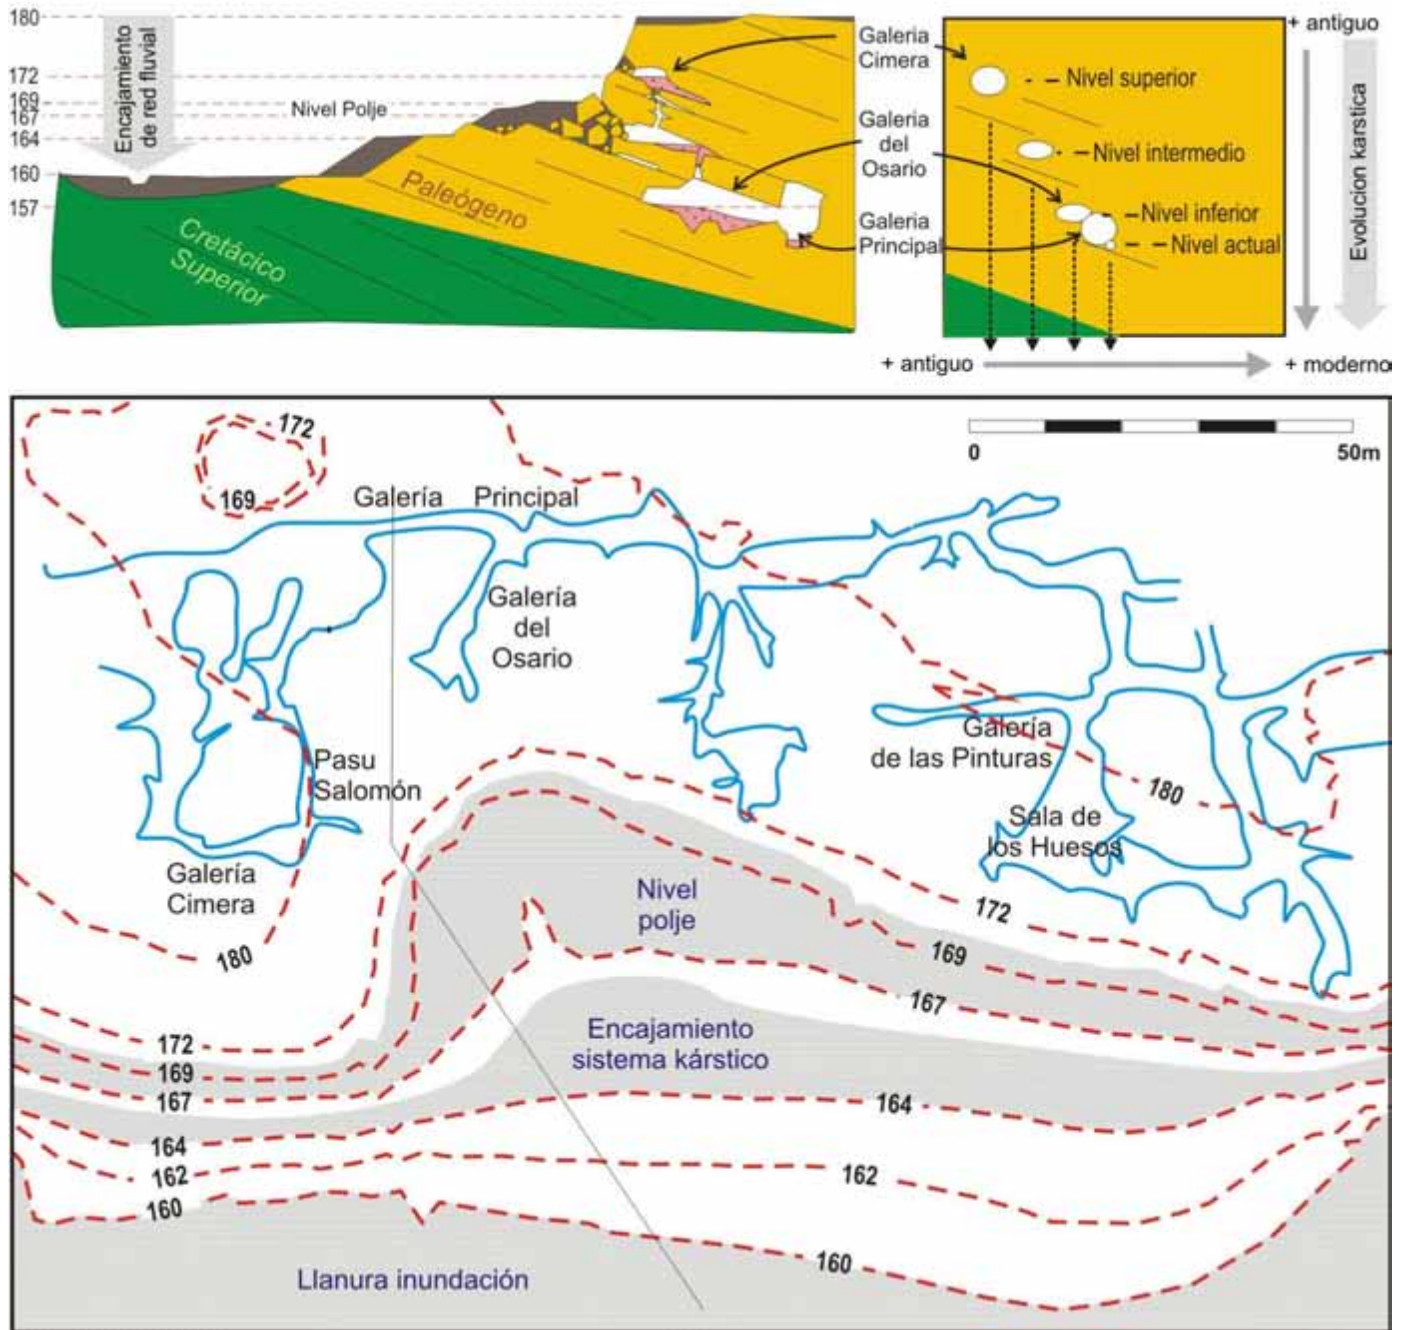 180
172
169
167
164
160
157
Encajamiento
de red fluvial
Nivel Polje
Paleógeno
Cretácico
Superior
Galeria
Cimera
Galeria
del
Osario
Galeria
Principal
+ antiguo
Nivel superior
Nivel intermedio
Nivel inferior
Nivel actual
Evolucion karstica
+ antiguo
+ moderno
172
169
0
50m
Galería Principal
Galería
del
Osario
Pasu
Salomón
Galería
de las Pinturas
180
Sala de
los Huesos
Galería
Cimera
180
Nivel
polje
172
169
167
172
169
167
Encajamiento
sistema kárstico
164
164
162
162
160
160
Llanura inundación